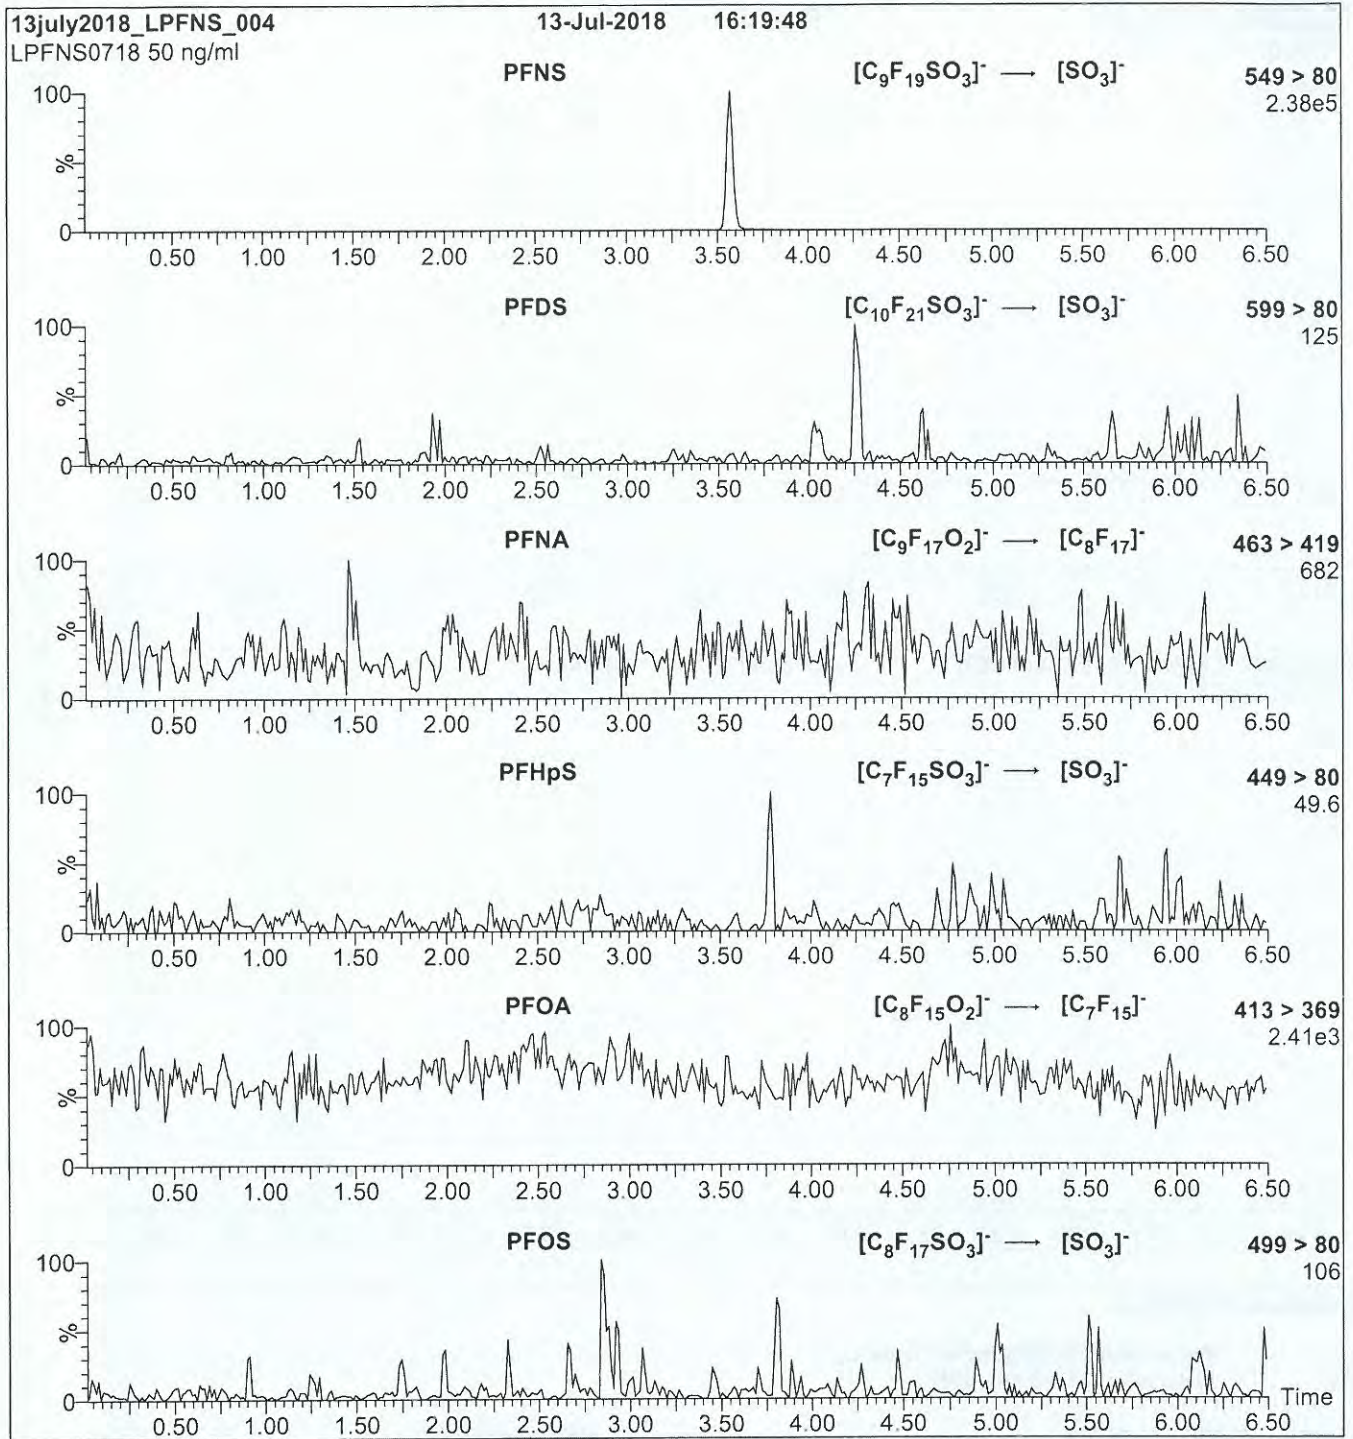 13july2018_LPFNS_004 13-Jul-2018 16:19:48
LPFNS0718 50 ng/ml
PFNS [C₉F₁₉SO₃]⁻ → [SO₃]⁻ 549 > 80
2.38e5
100
%
0
0.50 1.00 1.50 2.00 2.50 3.00 3.50 4.00 4.50 5.00 5.50 6.00 6.50
PFDS [C₁₀F₂₁SO₃]⁻ → [SO₃]⁻ 599 > 80
125
100
%
0
0.50 1.00 1.50 2.00 2.50 3.00 3.50 4.00 4.50 5.00 5.50 6.00 6.50
PFNA [C₉F₁₇O₂]⁻ → [C₈F₁₇]⁻ 463 > 419
682
100
%
0
0.50 1.00 1.50 2.00 2.50 3.00 3.50 4.00 4.50 5.00 5.50 6.00 6.50
PFHpS [C₇F₁₅SO₃]⁻ → [SO₃]⁻ 449 > 80
49.6
100
%
0
0.50 1.00 1.50 2.00 2.50 3.00 3.50 4.00 4.50 5.00 5.50 6.00 6.50
PFOA [C₈F₁₅O₂]⁻ → [C₇F₁₅]⁻ 413 > 369
2.41e3
100
%
0
0.50 1.00 1.50 2.00 2.50 3.00 3.50 4.00 4.50 5.00 5.50 6.00 6.50
PFOS [C₈F₁₇SO₃]⁻ → [SO₃]⁻ 499 > 80
106
100
%
0
Time
0.50 1.00 1.50 2.00 2.50 3.00 3.50 4.00 4.50 5.00 5.50 6.00 6.50